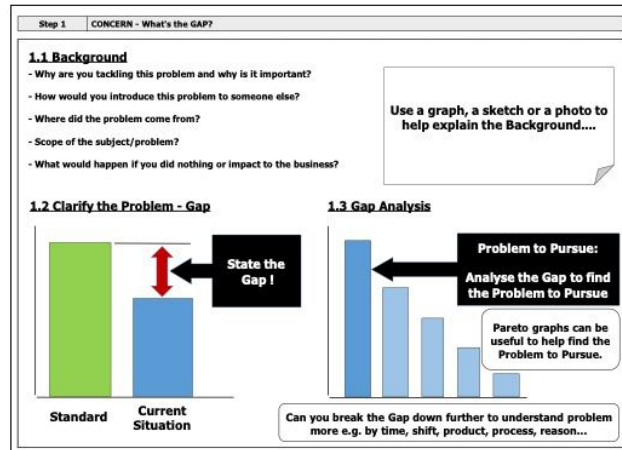 Step 1 CONCERN - What's the GAP?
1.1 Background
- Why are you tackling this problem and why is it important?
- How would you introduce this problem to someone else?
- Where did the problem come from?
- Scope of the subject/problem?
- What would happen if you did nothing or impact to the business?
Use a graph, a sketch or a photo to
help explain the Background....
1.2 Clarify the Problem - Gap
State the
Gap !
Standard
Current
Situation
1.3 Gap Analysis
Problem to Pursue:
Analyse the Gap to find
the Problem to Pursue
Pareto graphs can be
useful to help find the
Problem to Pursue.
Can you break the Gap down further to understand problem
more e.g. by time, shift, product, process, reason...